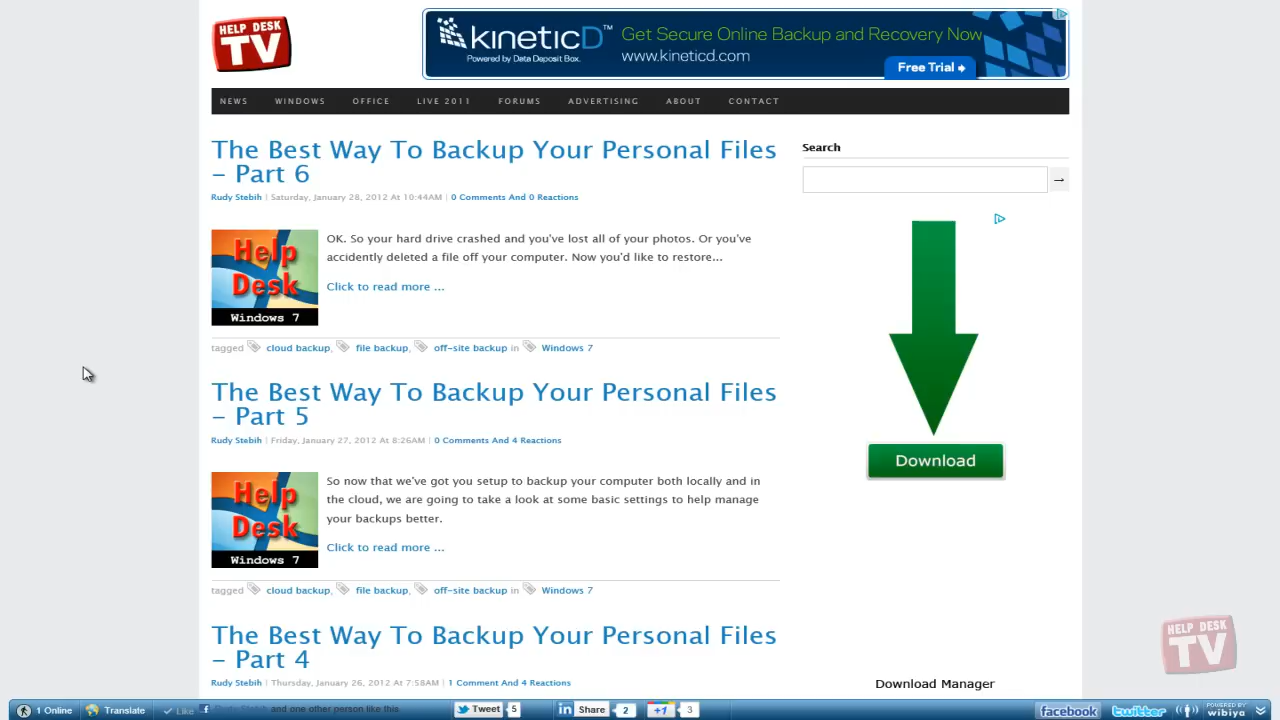 HELP DESK
TV
kineticD™
Powered by Data Deposit Box.
Get Secure Online Backup and Recovery Now
www.kineticd.com
Free Trial
NEWS WINDOWS OFFICE LIVE 2011 FORUMS ADVERTISING ABOUT CONTACT
The Best Way To Backup Your Personal Files
– Part 6
Rudy Stebih | Saturday, January 28, 2012 At 10:44AM | 0 Comments And 0 Reactions
Help
Desk
Windows 7
OK. So your hard drive crashed and you've lost all of your photos. Or you've
accidently deleted a file off your computer. Now you'd like to restore...
Click to read more ...
tagged cloud backup, file backup, off-site backup in Windows 7
The Best Way To Backup Your Personal Files
– Part 5
Rudy Stebih | Friday, January 27, 2012 At 8:26AM | 0 Comments And 4 Reactions
Help
Desk
Windows 7
So now that we've got you setup to backup your computer both locally and in
the cloud, we are going to take a look at some basic settings to help manage
your backups better.
Click to read more ...
tagged cloud backup, file backup, off-site backup in Windows 7
The Best Way To Backup Your Personal Files
– Part 4
Rudy Stebih | Thursday, January 26, 2012 At 7:58AM | 1 Comment And 4 Reactions
Search
→
Download
Download Manager
HELP DESK
TV
1 Online Translate Like Rudy Stebih and one other person like this. Tweet 5 in Share 2 +1 3 facebook twitter POWERED BY wibiya